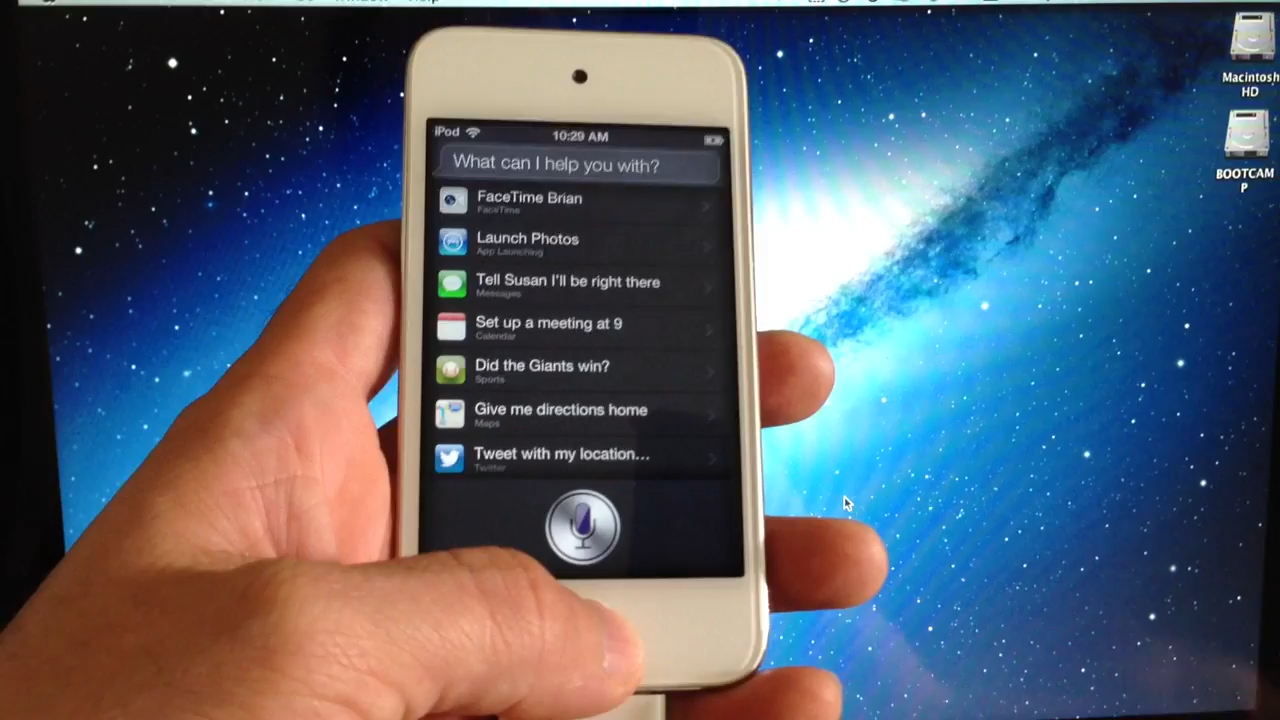 iPod 10:29 AM
What can I help you with?
FaceTime Brian
FaceTime
Launch Photos
App Launching
Tell Susan I'll be right there
Messages
Set up a meeting at 9
Calendar
Did the Giants win?
Sports
Give me directions home
Maps
Tweet with my location...
Twitter
Macintosh
HD
BOOTCAM
P